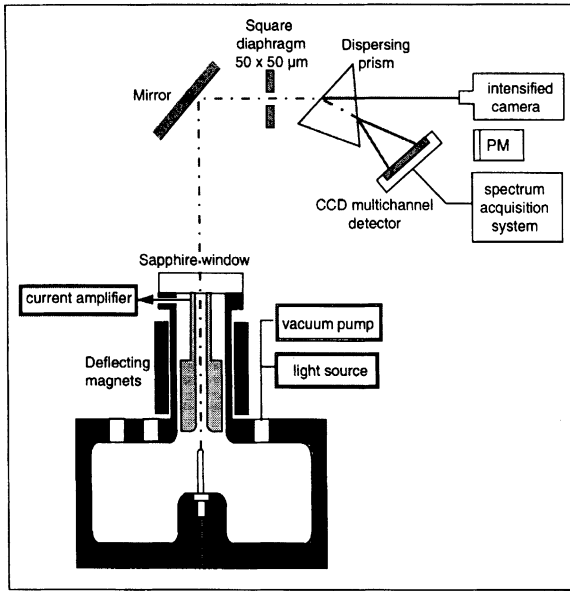 Square
diaphragm
50 x 50 µm
Dispersing
prism
Mirror
intensified
camera
PM
CCD multichannel
detector
spectrum
acquisition
system
Sapphire window
current amplifier
vacuum pump
Deflecting
magnets
light source